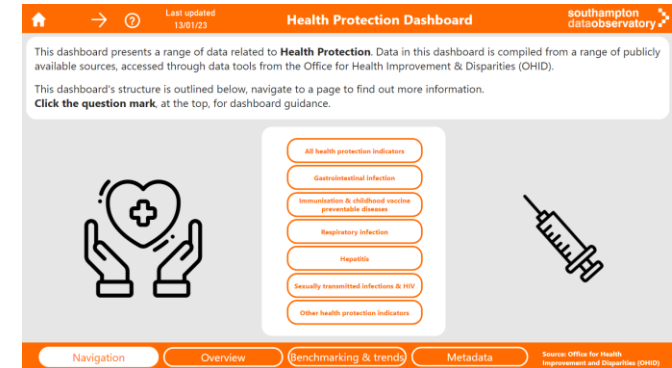 Last updated
13/01/23
Health Protection Dashboard
southampton
dataobservatory
This dashboard presents a range of data related to Health Protection. Data in this dashboard is compiled from a range of publicly
available sources, accessed through data tools from the Office for Health Improvement & Disparities (OHID).
This dashboard's structure is outlined below, navigate to a page to find out more information.
Click the question mark, at the top, for dashboard guidance.
All health protection indicators
Gastrointestinal infection
Immunisation & childhood vaccine
preventable diseases
Respiratory infection
Hepatitis
Sexually transmitted infections & HIV
Other health protection indicators
Navigation
Overview
Benchmarking & trends
Metadata
Source: Office for Health
Improvement and Disparities (OHID)